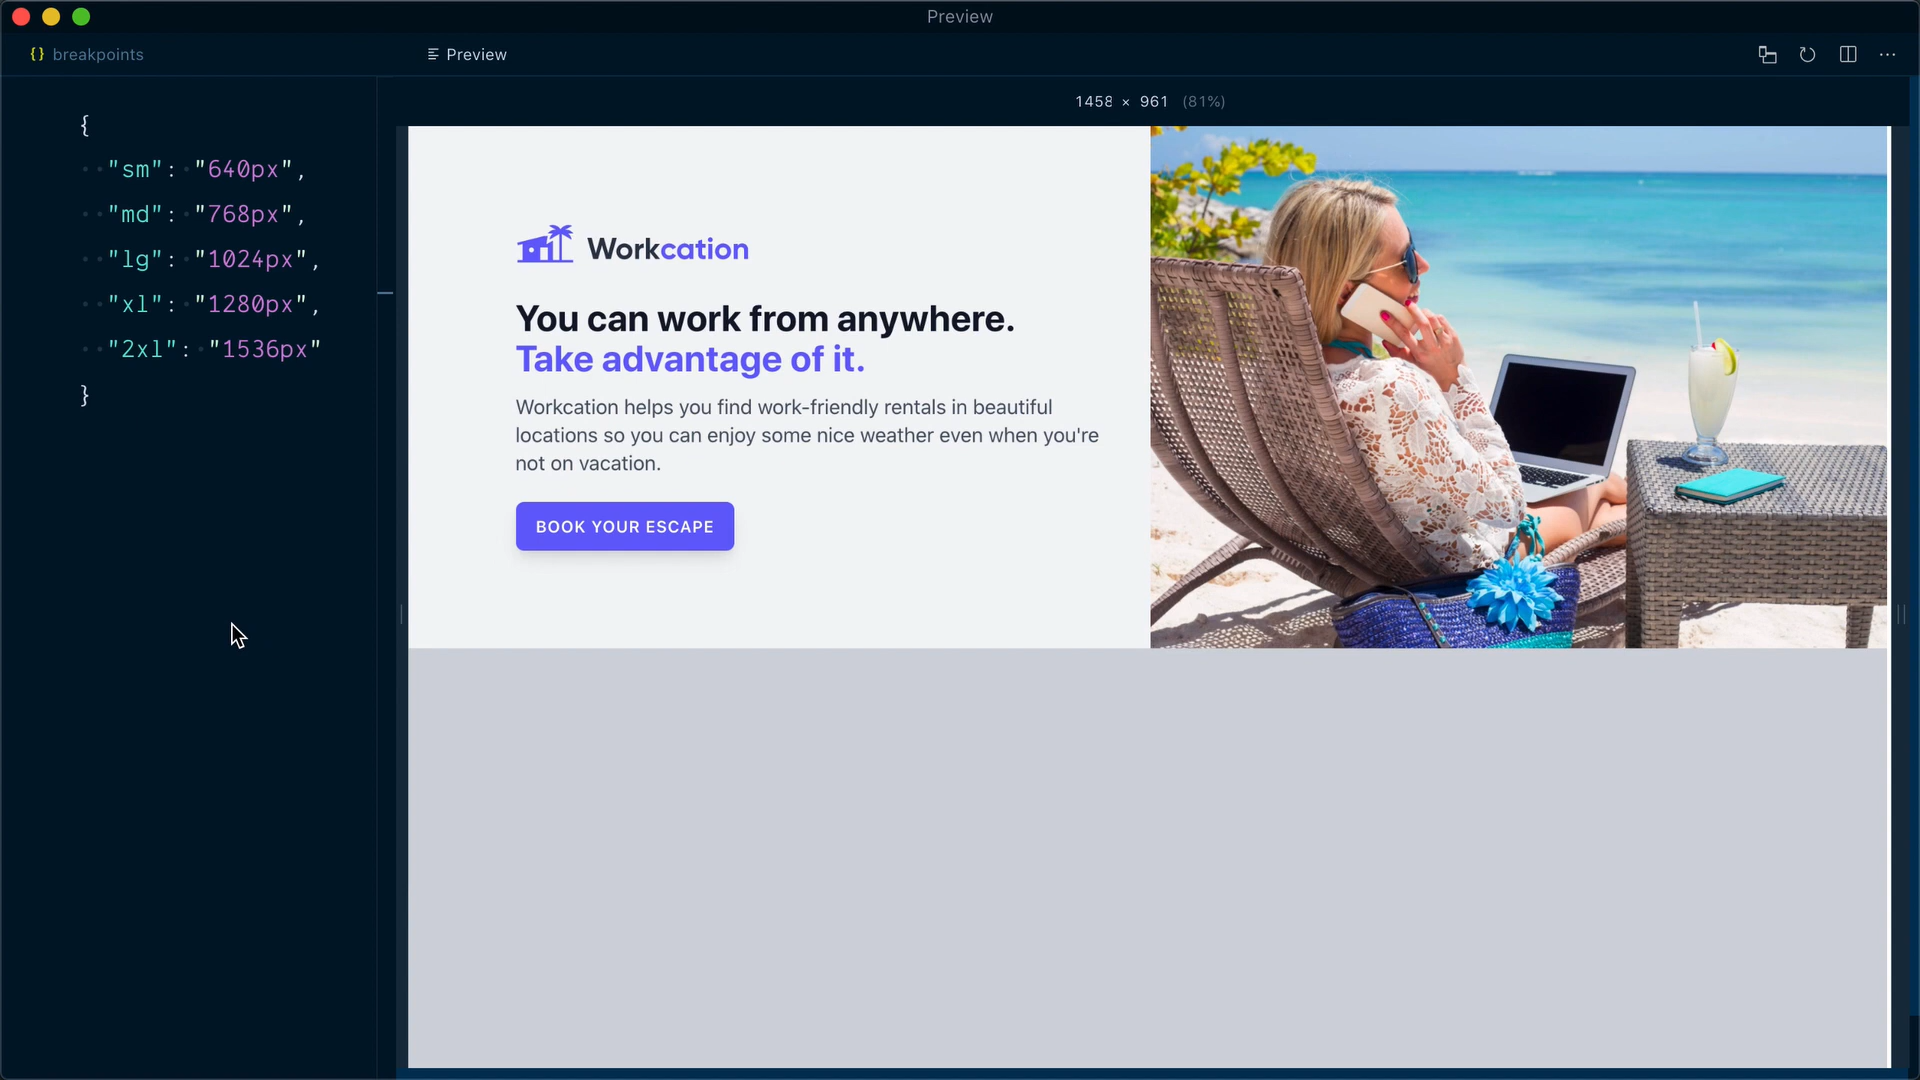 Preview
{} breakpoints
Preview
1458 × 961 (81%)
{
"sm": "640px",
"md": "768px",
"lg": "1024px",
"xl": "1280px",
"2xl": "1536px"
}
Workcation
You can work from anywhere.
Take advantage of it.
Workcation helps you find work-friendly rentals in beautiful
locations so you can enjoy some nice weather even when you're
not on vacation.
BOOK YOUR ESCAPE